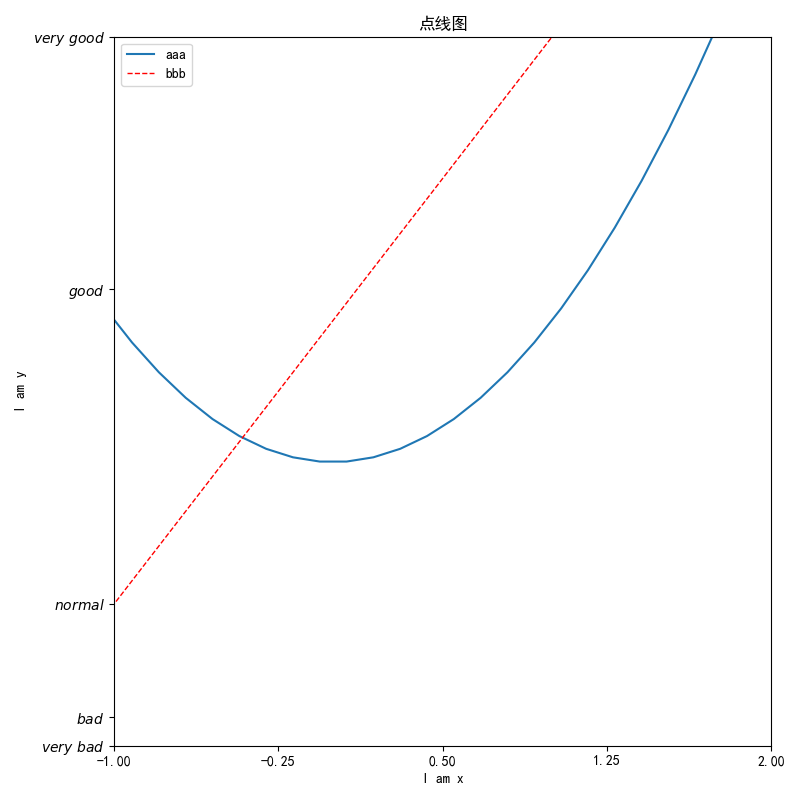 点线图
very good
aaa
bbb
good
I am y
normal
bad
very bad
−1.00
−0.25
0.50
1.25
2.00
I am x